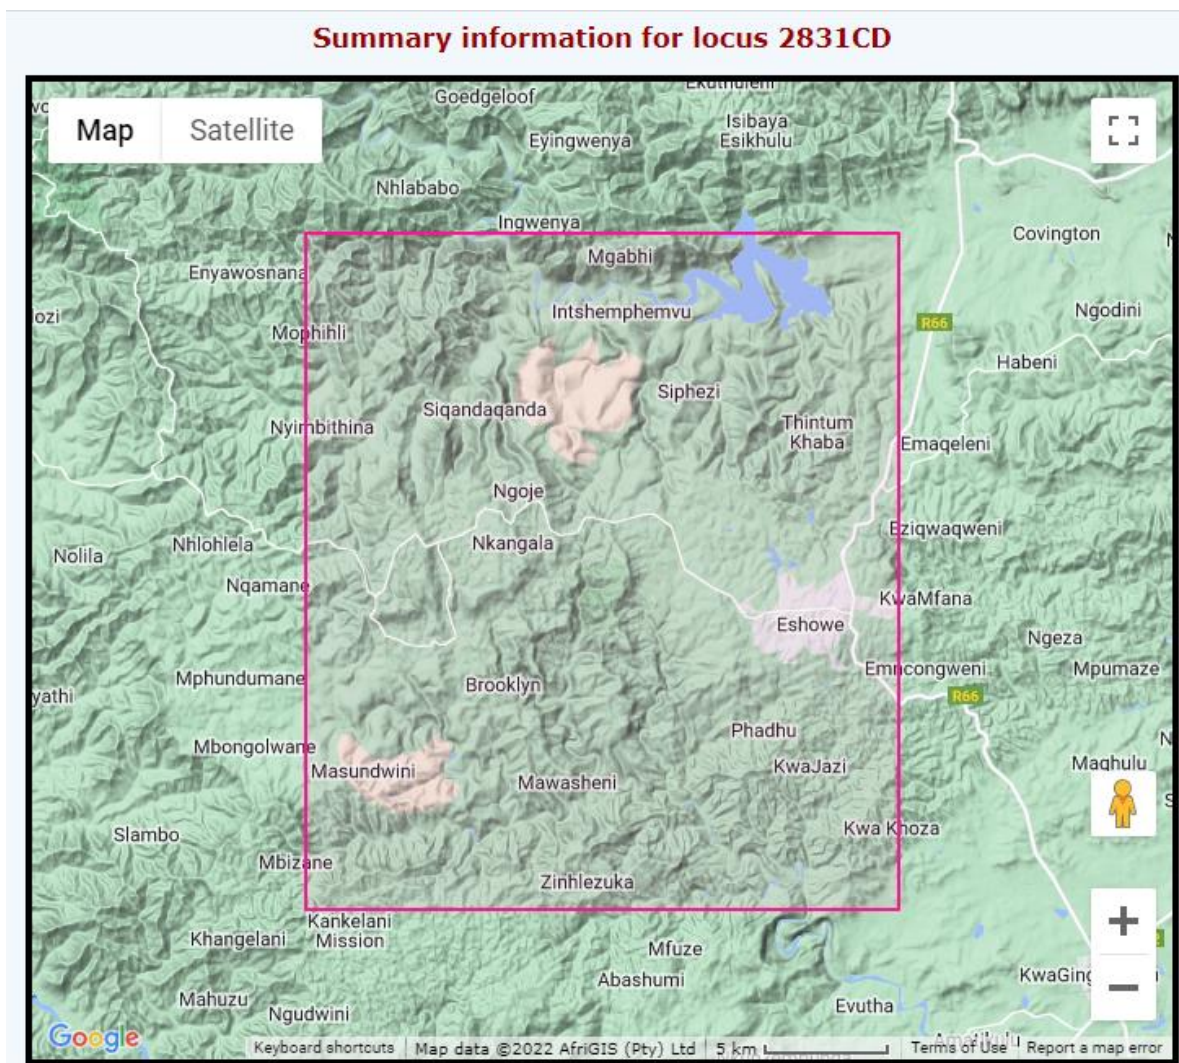 Summary information for locus 2831CD
Map
Satellite
Goedgeloof
Isibaya
Esikhulu
Eyingwenya
Nhlababo
Ingwenya
Covington
Mgabhi
Enyawosnana
Intshemphemvu
Ngodini
ozi
R66
Mophihli
Habeni
Siphezi
Siqandaqanda
Thintum
Khaba
Nyimbithina
Emaqeleni
Ngoje
Eziqwaqweni
Nhlohlela
Nkangala
Nolila
Nqamane
KwaMfana
Eshowe
Ngeza
Emncongweni
Mpumaze
Mphundumane
Brooklyn
yathi
R66
Phadhu
Mbongolwane
Masundwini
KwaJazi
Maqhulu
Mawasheni
Slambo
Kwa Khoza
Mbizane
Zinhlezuka
Kankelani
Mission
Khangelani
Mfuze
Abashumi
KwaGing
Mahuzu
Evutha
Ngudwini
Google
Keyboard shortcuts
Map data ©2022 AfriGIS (Pty) Ltd
5 km
Terms of Use
Report a map error